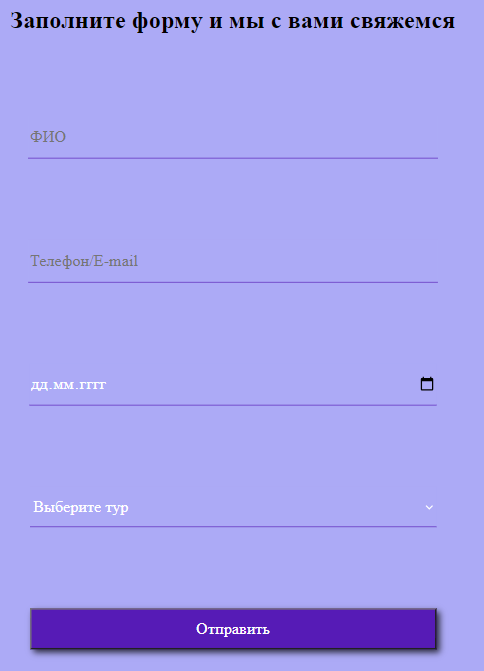 Заполните форму и мы с вами свяжемся
ФИО
Телефон/E-mail
дд.мм.гггг
Выберите тур
Отправить